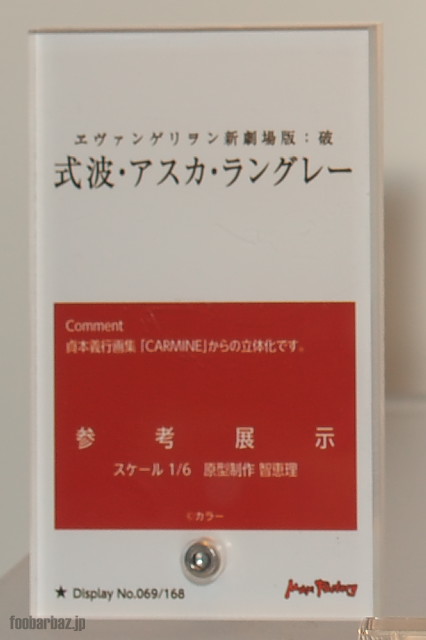 ヱヴァンゲリヲン新劇場版：破
式波・アスカ・ラングレー
Comment
貞本義行画集「CARMINE」からの立体化です。
参考展示
スケール 1/6 原型制作 智恵理
©カラー
★ Display No.069/168
Max Factory
foobarbaz.jp